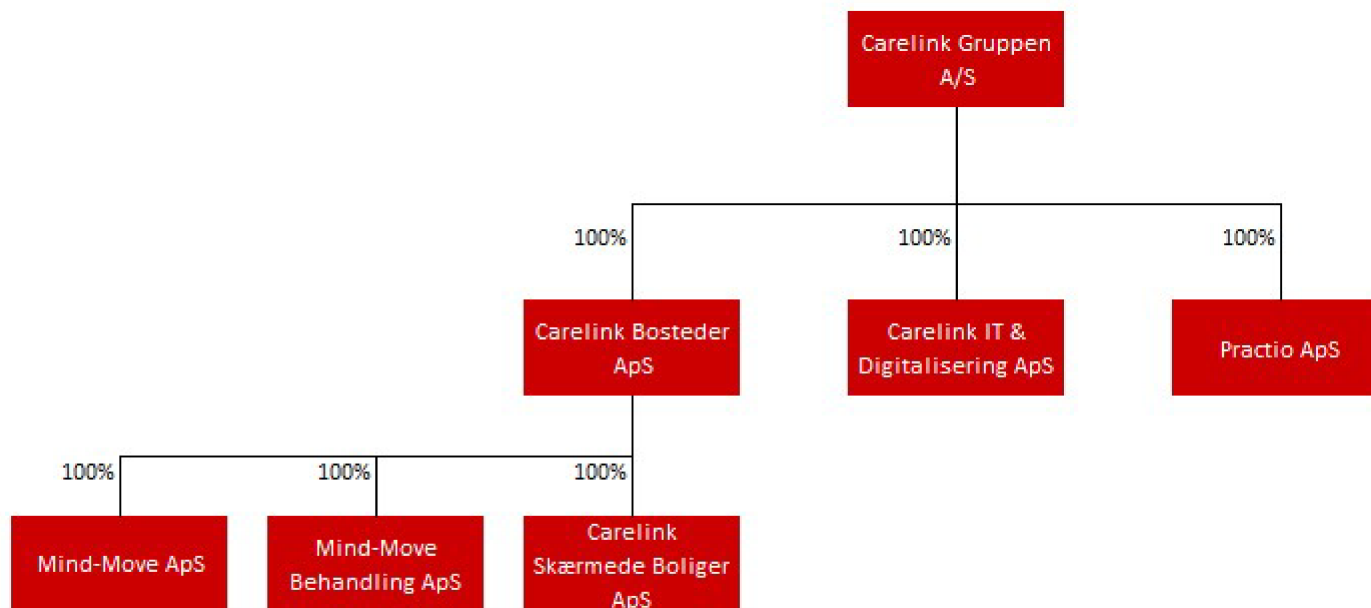 Carelink Gruppen
A/S
100%
100%
100%
Carelink Bosteder
ApS
Carelink IT &
Digitalisering ApS
Practio ApS
100%
100%
100%
Mind-Move ApS
Mind-Move
Behandling ApS
Carelink
Skærmede Boliger
ApS